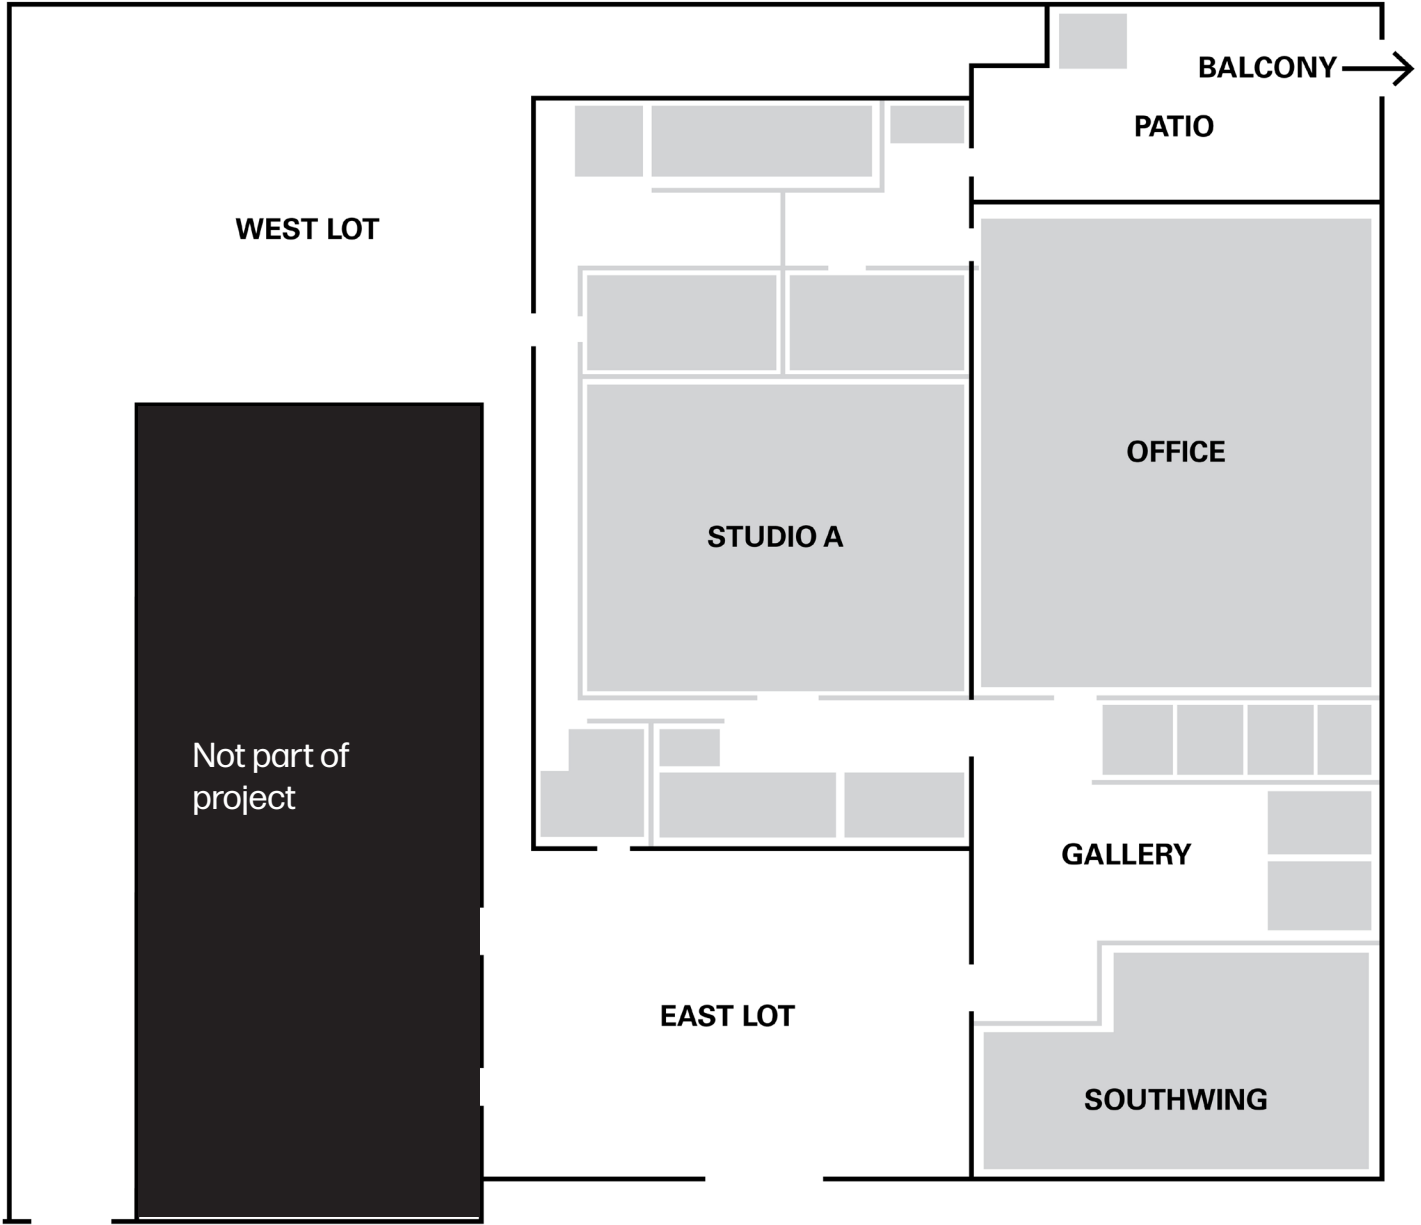 BALCONY
PATIO
WEST LOT
OFFICE
STUDIO A
Not part of
project
GALLERY
EAST LOT
SOUTHWING